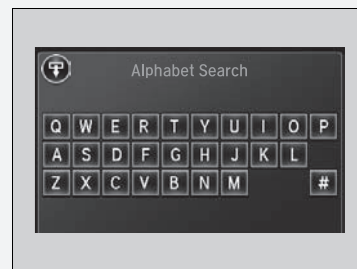 Alphabet Search
Q W E R T Y U I O P
A S D F G H J K L
Z X C V B N M #